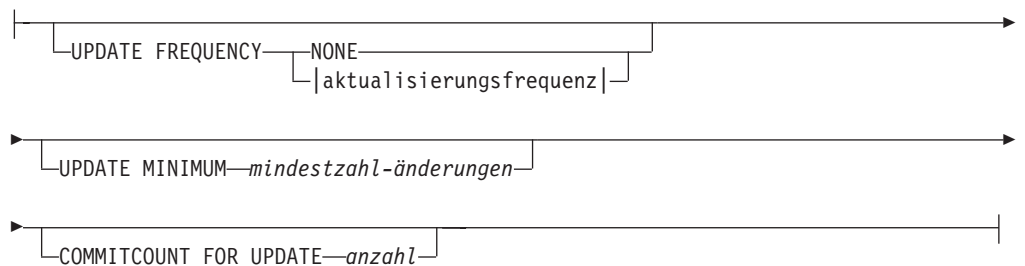 UPDATE FREQUENCY NONE
|aktualisierungsfrequenz|
UPDATE MINIMUM mindestzahl-änderungen
COMMITCOUNT FOR UPDATE anzahl